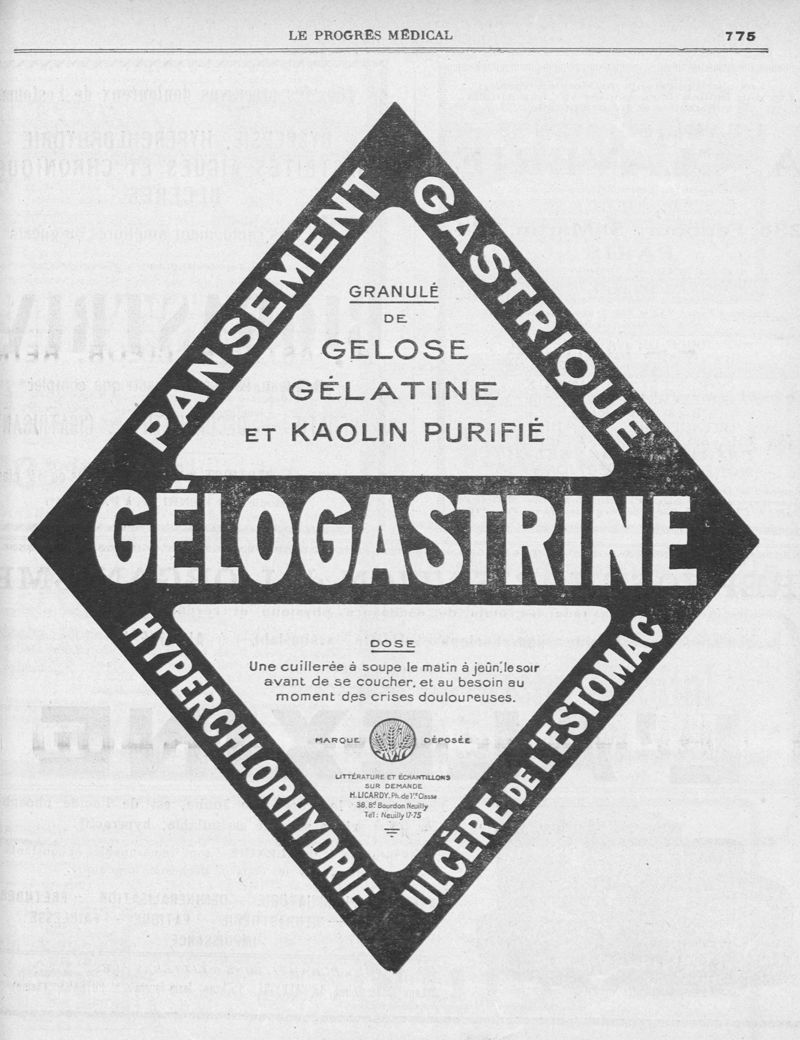 LE PROGRÈS MÉDICAL
775
PANSEMENT
GASTRIQUE
GRANULÉ
DE
GELOSE
GÉLATINE
ET KAOLIN PURIFIÉ
GÉLOGASTRINE
HYPERCHLORHYDRIE
ULCÈRE DE L'ESTOMAC
DOSE
Une cuillerée à soupe le matin à jeûn, le soir
avant de se coucher, et au besoin au
moment des crises douloureuses.
MARQUE DÉPOSÉE
LITTÉRATURE ET ÉCHANTILLONS
SUR DEMANDE
H. LICARDY. Ph. de 1re Classe
38, Bd Bourdon Neuilly
Tél: Neuilly 17-75